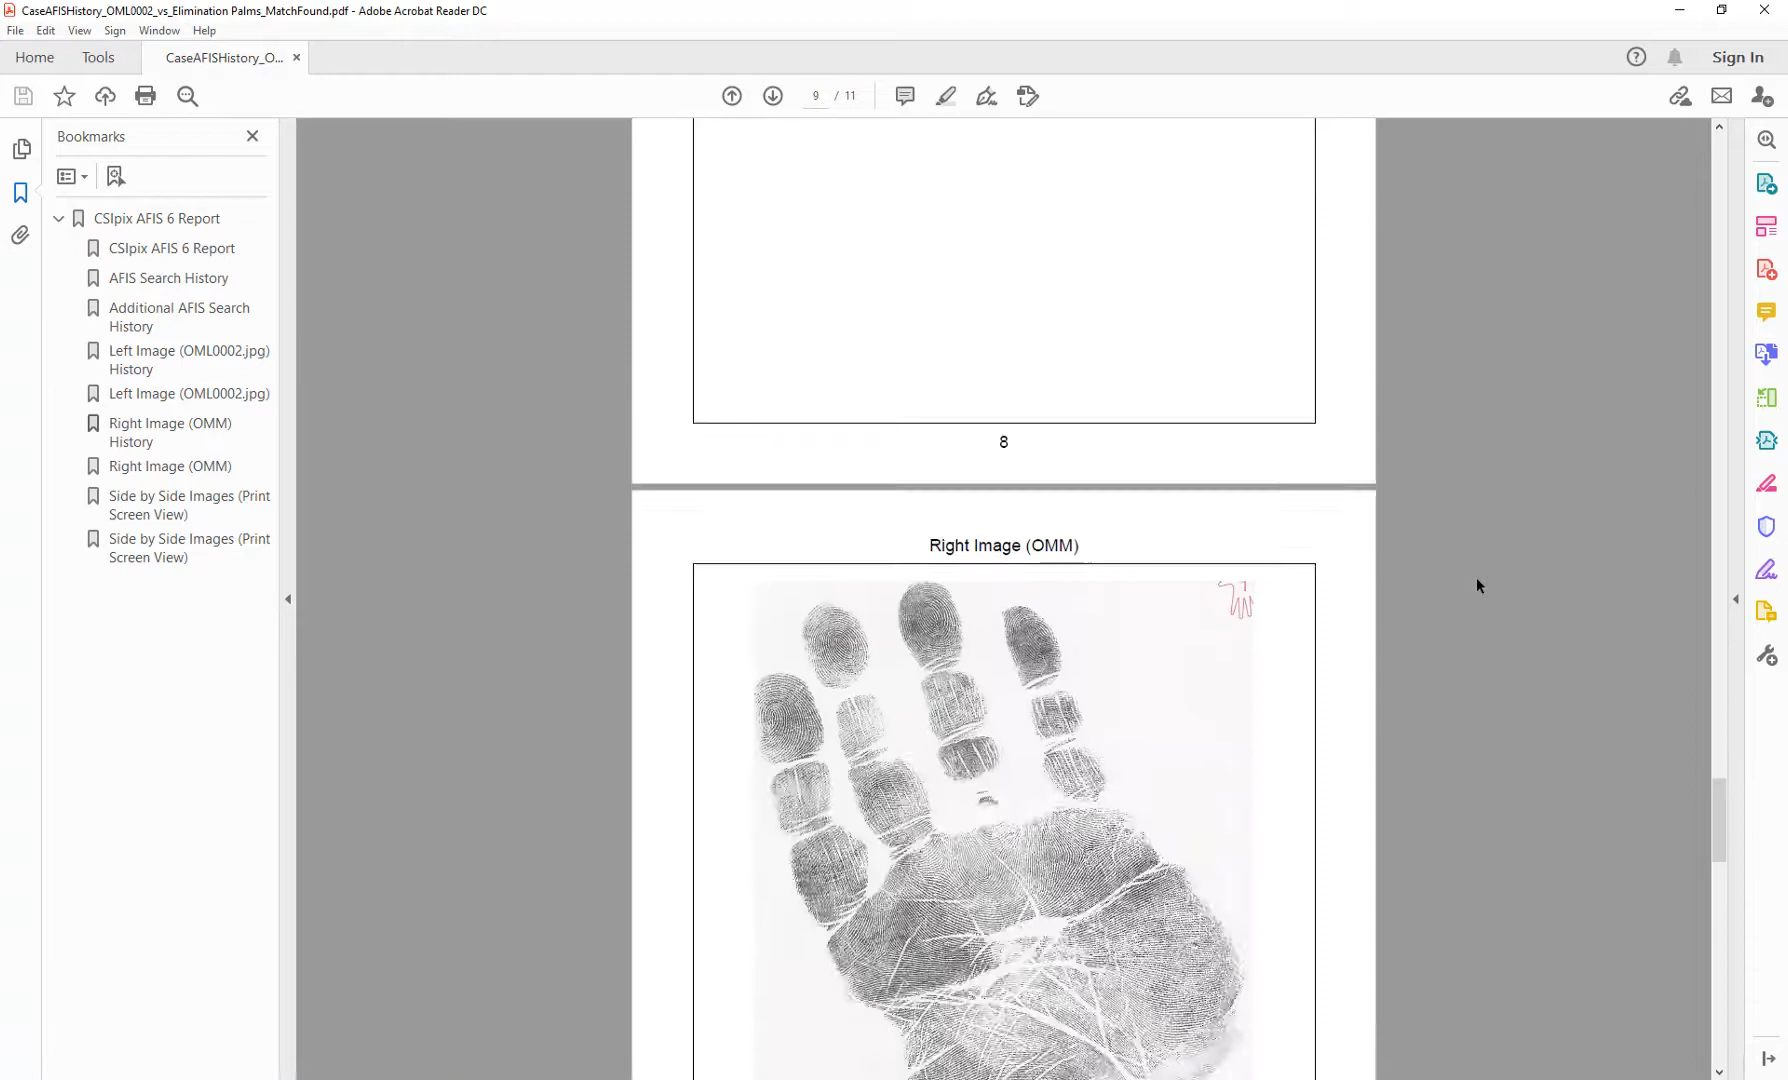 CaseAFISHistory_OML0002_vs_Elimination Palms_MatchFound.pdf - Adobe Acrobat Reader DC
File Edit View Sign Window Help
Home Tools CaseAFISHistory_O... Sign In
9 / 11
Bookmarks
CSIpix AFIS 6 Report
CSIpix AFIS 6 Report
AFIS Search History
Additional AFIS Search
History
Left Image (OML0002.jpg)
History
Left Image (OML0002.jpg)
Right Image (OMM)
History
Right Image (OMM)
Side by Side Images (Print
Screen View)
Side by Side Images (Print
Screen View)
8
Right Image (OMM)